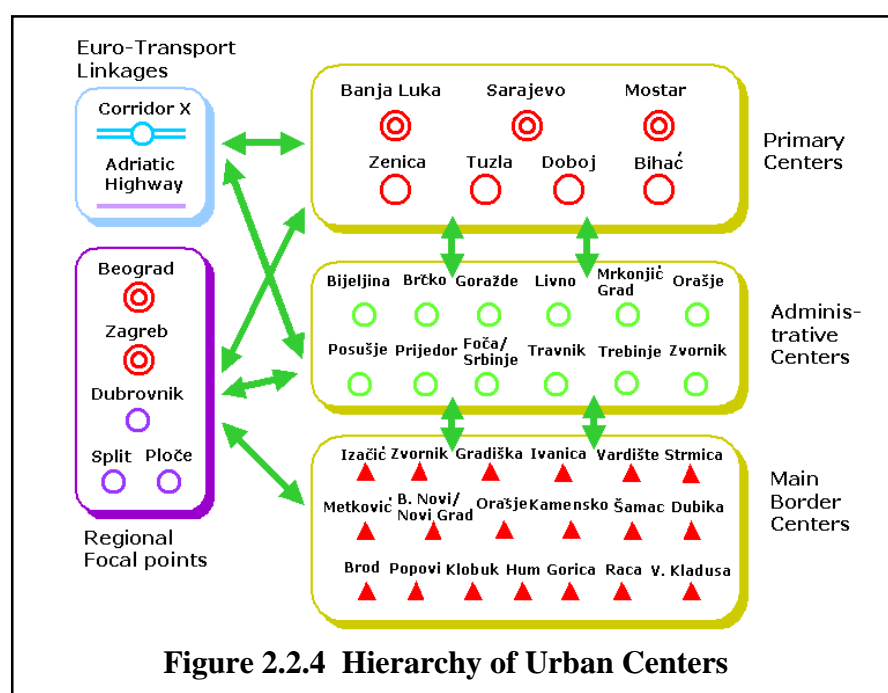 Euro-Transport
Linkages
Corridor X
Adriatic
Highway
Beograd
Zagreb
Dubrovnik
Split Ploče
Regional
Focal points
Banja Luka Sarajevo Mostar
Zenica Tuzla Doboj Bihać
Primary
Centers
Bijeljina Brčko Goražde Livno Mrkonjić
Grad Orašje
Posušje Prijedor Foča/
Srbinje Travnik Trebinje Zvornik
Adminis-
trative
Centers
Izačić Zvornik Gradiška Ivanica Vardište Strmica
Metković B. Novi/
Novi Grad Orašje Kamensko Šamac Dubika
Brod Popovi Klobuk Hum Gorica Raca V. Kladusa
Main
Border
Centers
Figure 2.2.4 Hierarchy of Urban Centers